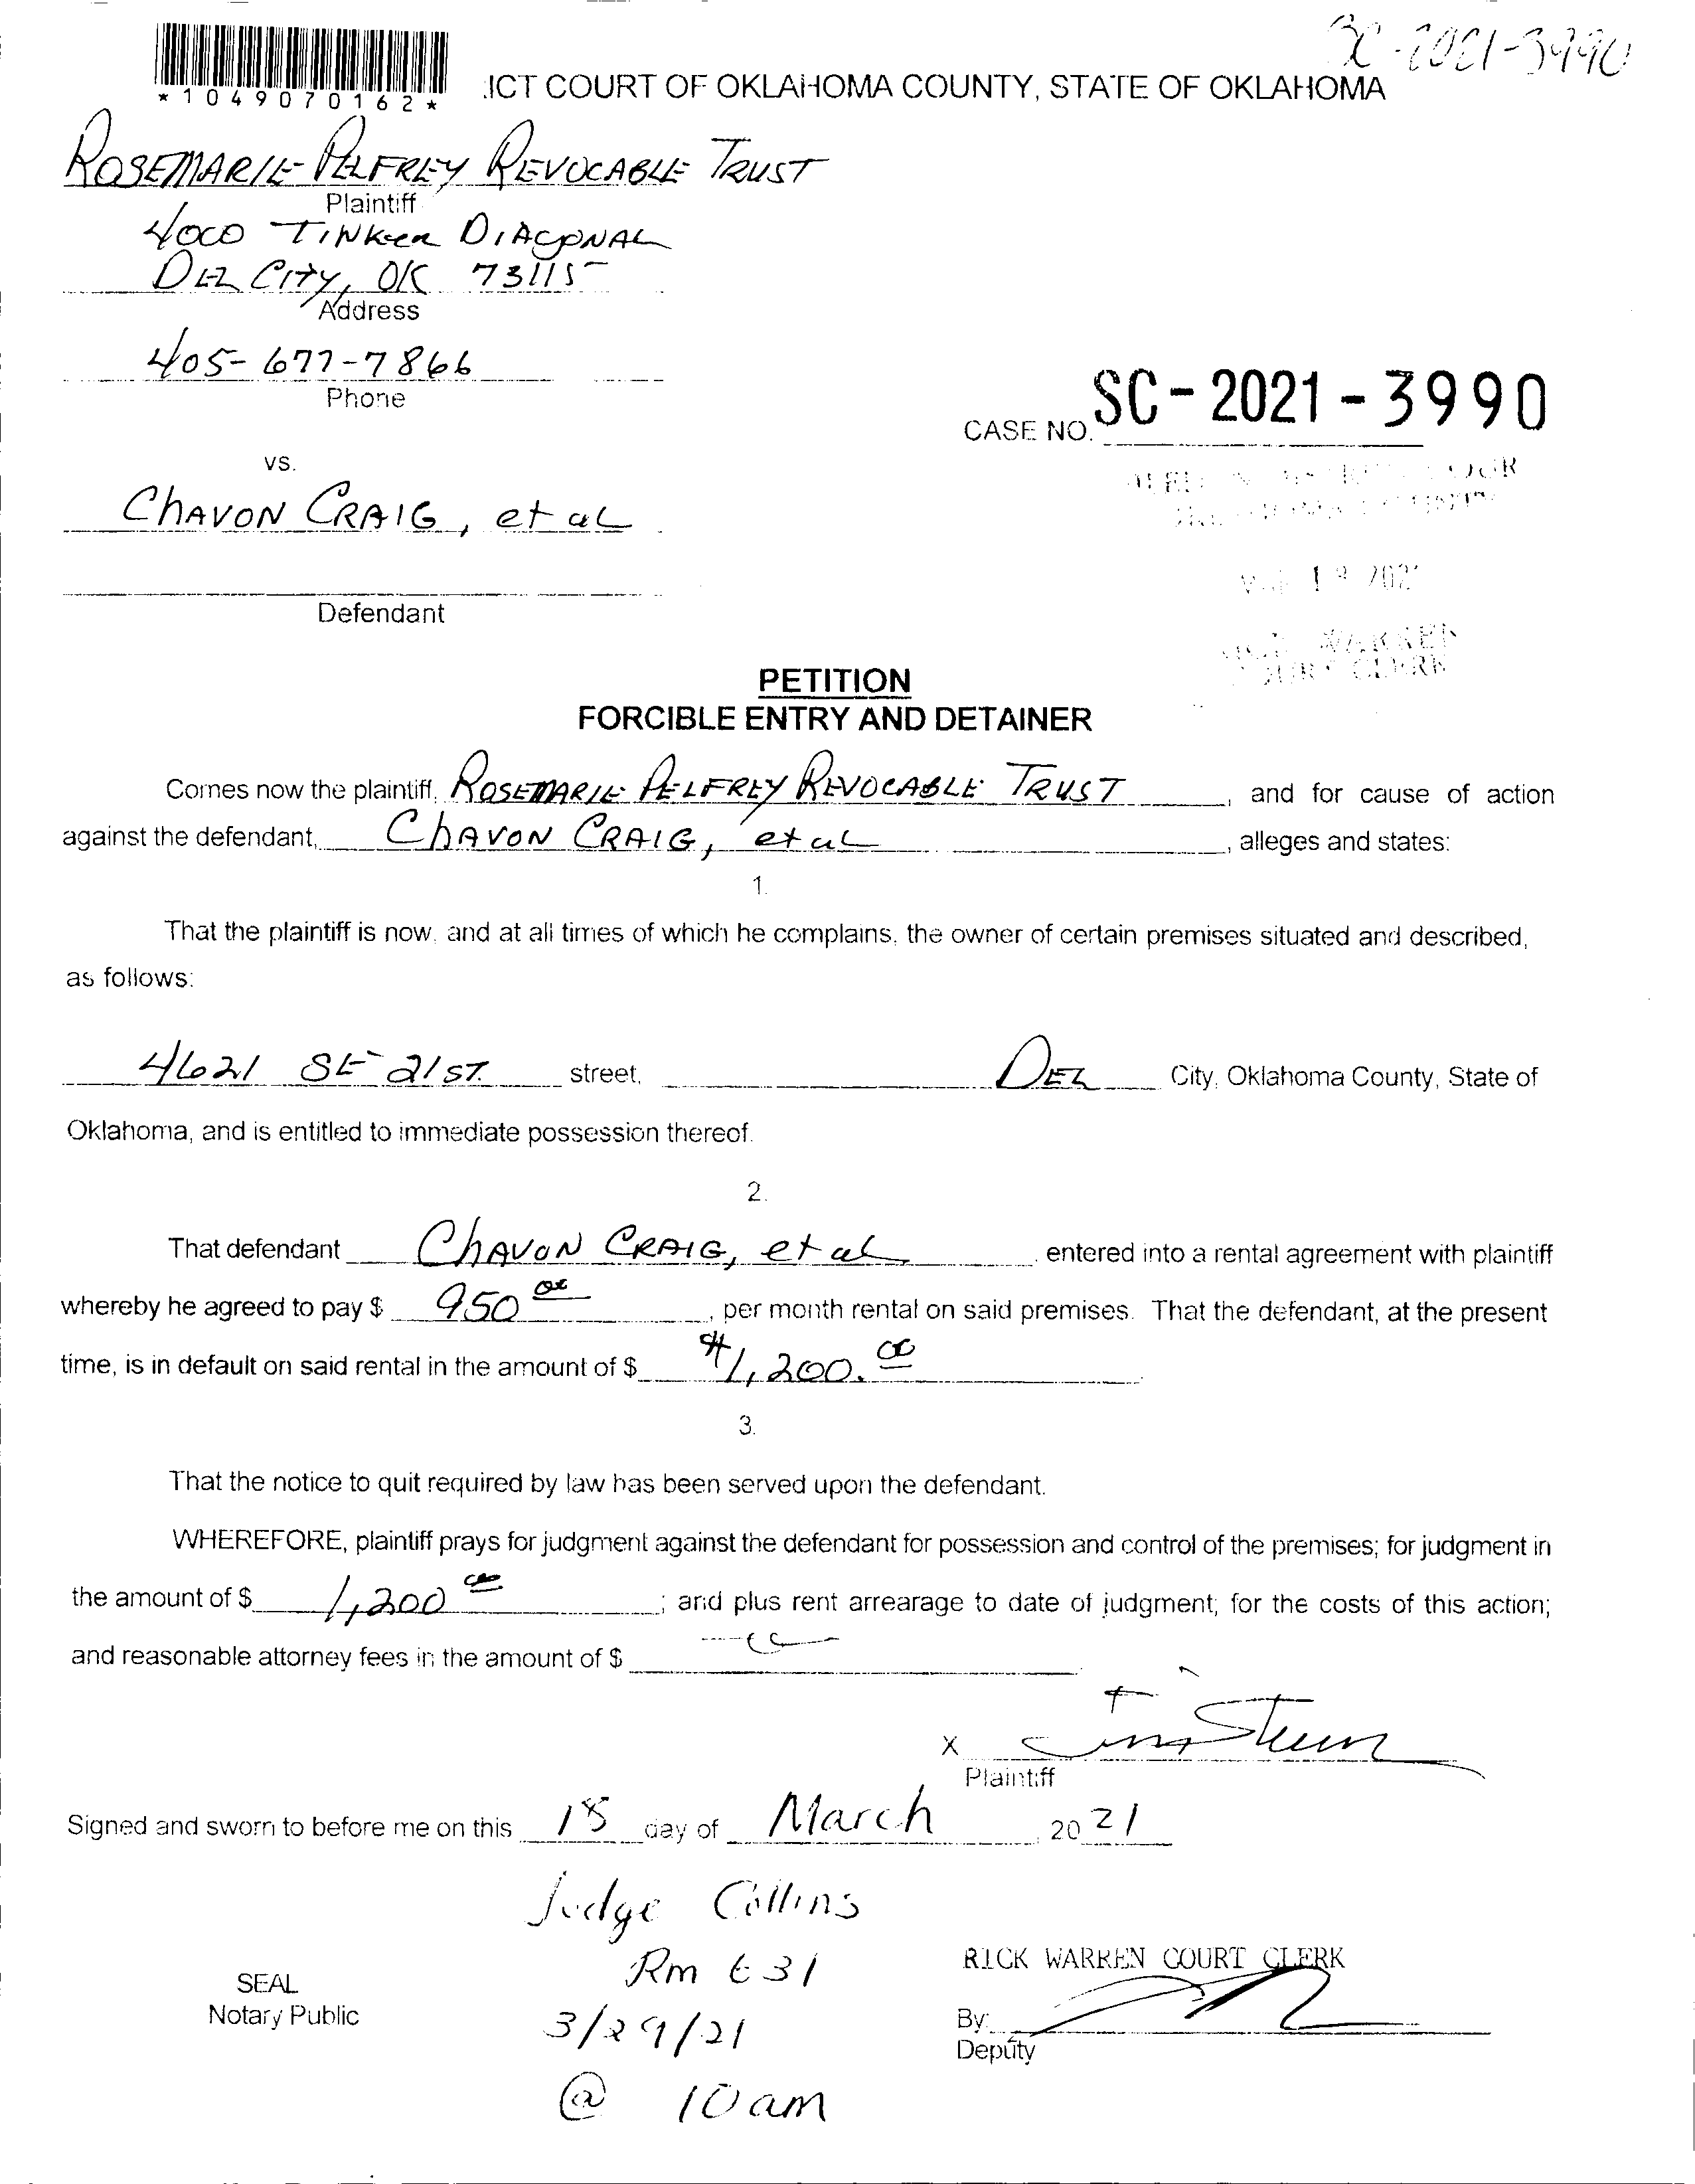 SC-2021-3990
*1049070162*
.ICT COURT OF OKLAHOMA COUNTY, STATE OF OKLAHOMA
ROSEMARIE PELFREY REVOCABLE TRUST
Plaintiff
4000 TINKER DIAGONAL
DEL CITY, OK 73115
Address
405-677-7866
Phone
CASE NO. SC-2021-3990
vs.
CHAVON CRAIG, et al
Defendant
WARREN
CLERK
PETITION
FORCIBLE ENTRY AND DETAINER
Comes now the plaintiff, ROSEMARIE PELFREY REVOCABLE TRUST, and for cause of action
against the defendant, CHAVON CRAIG, et al, alleges and states:
1.
That the plaintiff is now, and at all times of which he complains, the owner of certain premises situated and described,
as follows:
4621 SE 21ST. street, DEL City, Oklahoma County, State of
Oklahoma, and is entitled to immediate possession thereof.
2.
That defendant CHAVON CRAIG, et al entered into a rental agreement with plaintiff
whereby he agreed to pay $ 950 00, per month rental on said premises. That the defendant, at the present
time, is in default on said rental in the amount of $ $1,200.00
3.
That the notice to quit required by law has been served upon the defendant.
WHEREFORE, plaintiff prays for judgment against the defendant for possession and control of the premises; for judgment in
the amount of $ 1,200 00; and plus rent arrearage to date of judgment; for the costs of this action;
and reasonable attorney fees in the amount of $
X
Plaintiff
Signed and sworn to before me on this 18 day of March, 2021
Judge Collins
Rm 631
3/29/21
@ 10am
SEAL
Notary Public
RICK WARREN COURT CLERK
By:
Deputy